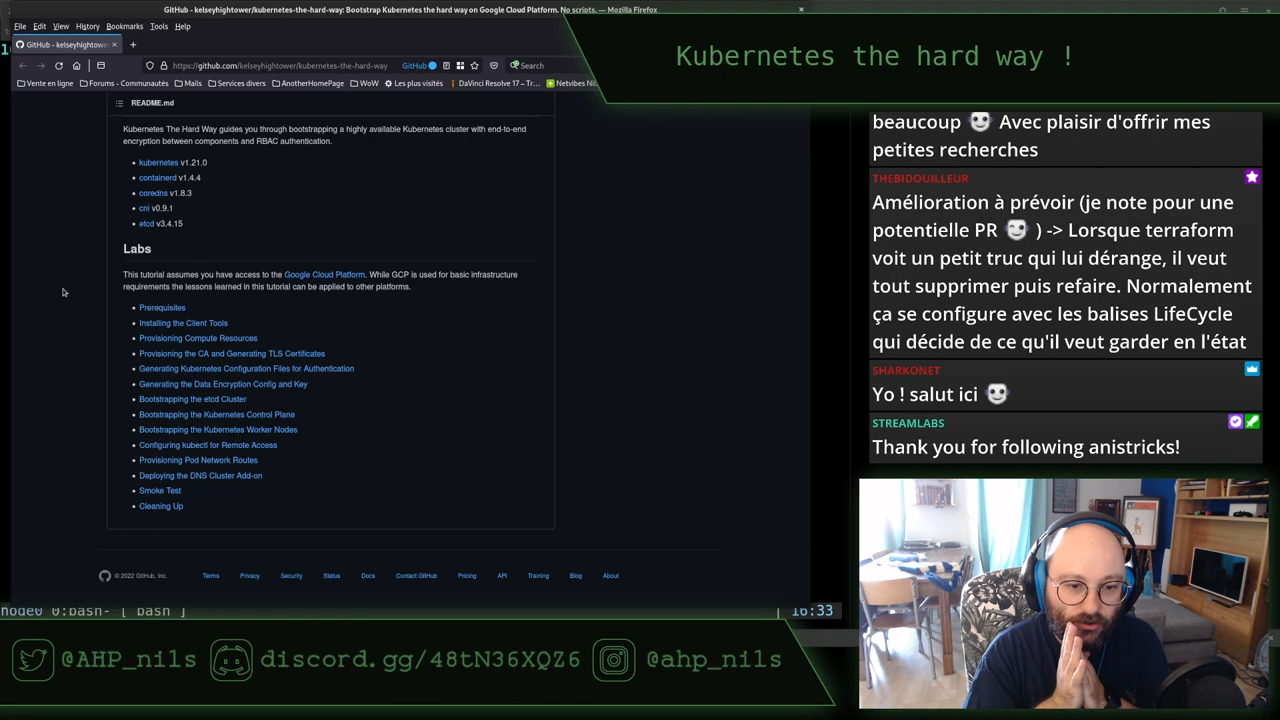 GitHub - kelseyhightower/kubernetes-the-hard-way: Bootstrap Kubernetes the hard way on Google Cloud Platform. No scripts. — Mozilla Firefox
File Edit View History Bookmarks Tools Help
GitHub - kelseyhightower
https://github.com/kelseyhightower/kubernetes-the-hard-way GitHub Search
Vente en ligne Forums - Communautés Mails Services divers AnotherHomePage WoW Les plus visités DaVinci Resolve 17 – Tr… Netvibes
README.md
Kubernetes The Hard Way guides you through bootstrapping a highly available Kubernetes cluster with end-to-end
encryption between components and RBAC authentication.
kubernetes v1.21.0
containerd v1.4.4
coredns v1.8.3
cni v0.9.1
etcd v3.4.15
Labs
This tutorial assumes you have access to the Google Cloud Platform. While GCP is used for basic infrastructure
requirements the lessons learned in this tutorial can be applied to other platforms.
Prerequisites
Installing the Client Tools
Provisioning Compute Resources
Provisioning the CA and Generating TLS Certificates
Generating Kubernetes Configuration Files for Authentication
Generating the Data Encryption Config and Key
Bootstrapping the etcd Cluster
Bootstrapping the Kubernetes Control Plane
Bootstrapping the Kubernetes Worker Nodes
Configuring kubectl for Remote Access
Provisioning Pod Network Routes
Deploying the DNS Cluster Add-on
Smoke Test
Cleaning Up
© 2022 GitHub, Inc. Terms Privacy Security Status Docs Contact GitHub Pricing API Training Blog About
node0 0:bash- [ bash ] | 16:33
Kubernetes the hard way !
beaucoup Avec plaisir d'offrir mes
petites recherches
THEBIDOUILLEUR
Amélioration à prévoir (je note pour une
potentielle PR ) -> Lorsque terraform
voit un petit truc qui lui dérange, il veut
tout supprimer puis refaire. Normalement
ça se configure avec les balises LifeCycle
qui décide de ce qu'il veut garder en l'état
SHARKONET
Yo ! salut ici
STREAMLABS
Thank you for following anistricks!
@AHP_nils discord.gg/48tN36XQZ6 @ahp_nils